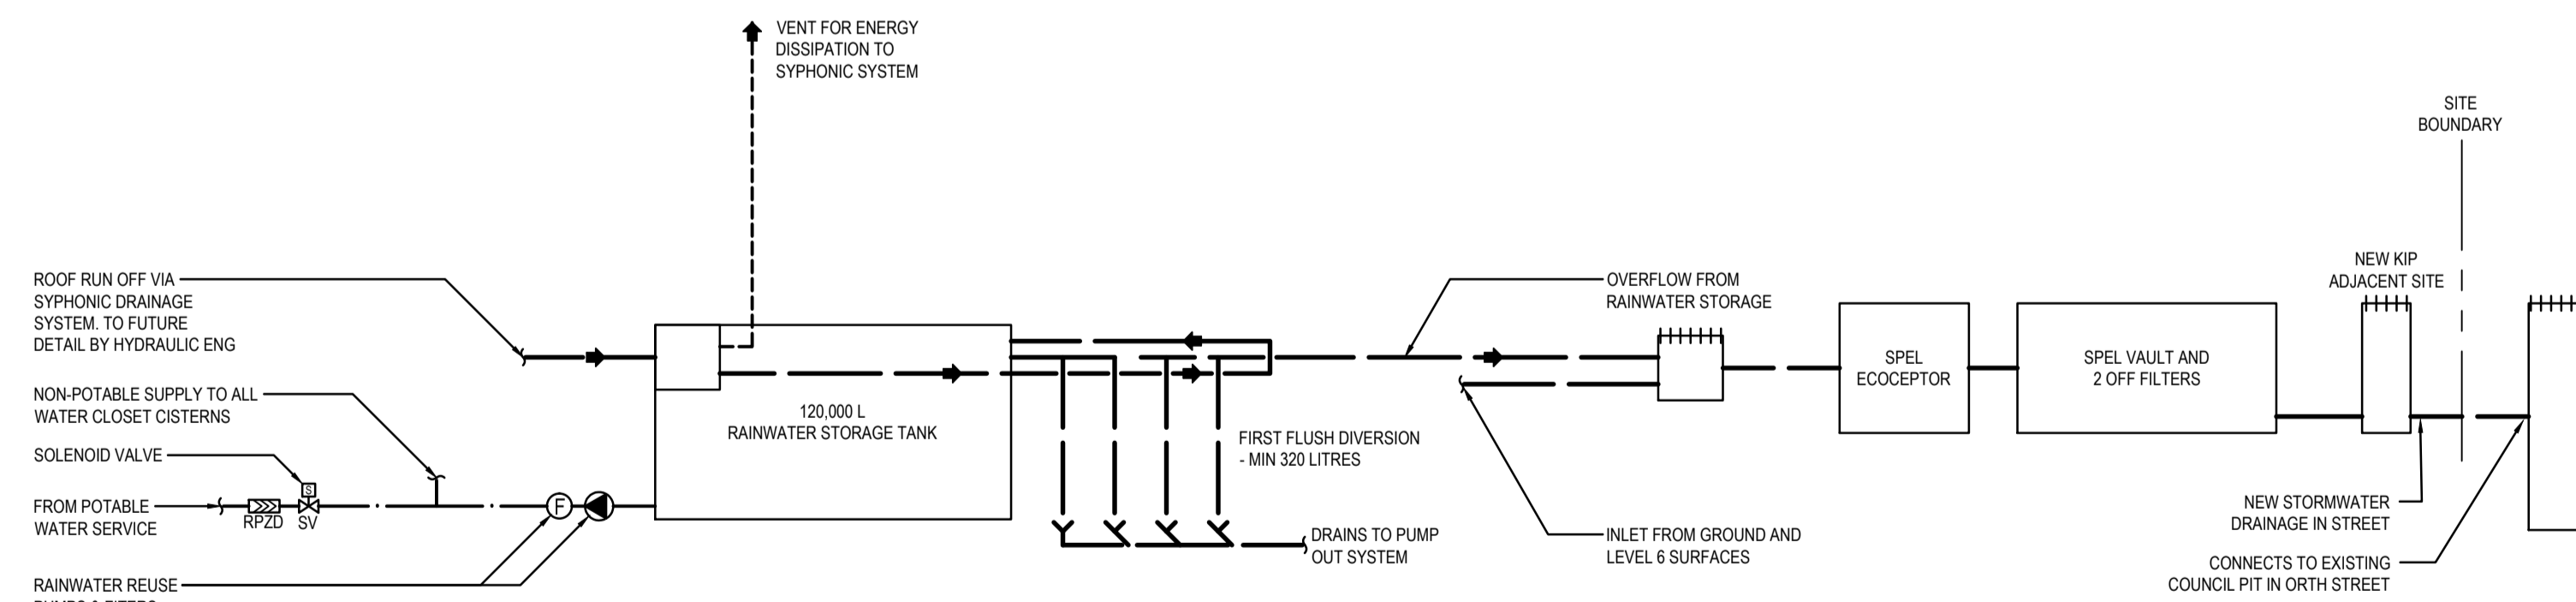 VENT FOR ENERGY
DISSIPATION TO
SYPHONIC SYSTEM
SITE
BOUNDARY
ROOF RUN OFF VIA
SYPHONIC DRAINAGE
SYSTEM. TO FUTURE
DETAIL BY HYDRAULIC ENG
NON-POTABLE SUPPLY TO ALL
WATER CLOSET CISTERNS
SOLENOID VALVE
S
FROM POTABLE
WATER SERVICE
RPZD
SV
F
RAINWATER REUSE
120,000 L
RAINWATER STORAGE TANK
FIRST FLUSH DIVERSION
- MIN 320 LITRES
DRAINS TO PUMP
OUT SYSTEM
OVERFLOW FROM
RAINWATER STORAGE
INLET FROM GROUND AND
LEVEL 6 SURFACES
SPEL
ECOCEPTOR
SPEL VAULT AND
2 OFF FILTERS
NEW KIP
ADJACENT SITE
NEW STORMWATER
DRAINAGE IN STREET
CONNECTS TO EXISTING
COUNCIL PIT IN ORTH STREET